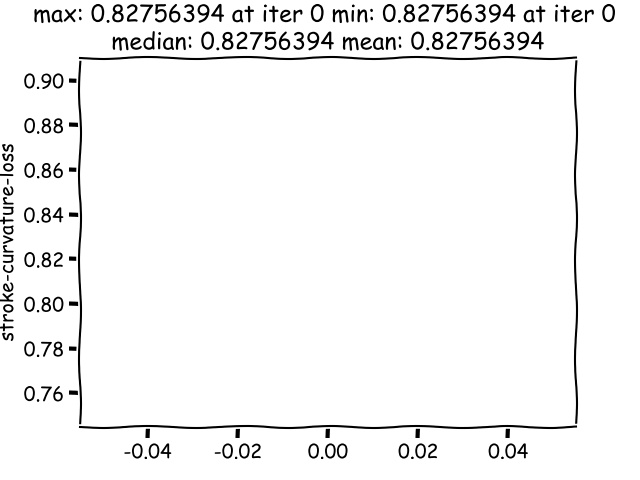 max: 0.82756394 at iter 0 min: 0.82756394 at iter 0
median: 0.82756394 mean: 0.82756394
stroke-curvature-loss
0.90
0.88
0.86
0.84
0.82
0.80
0.78
0.76
-0.04 -0.02 0.00 0.02 0.04